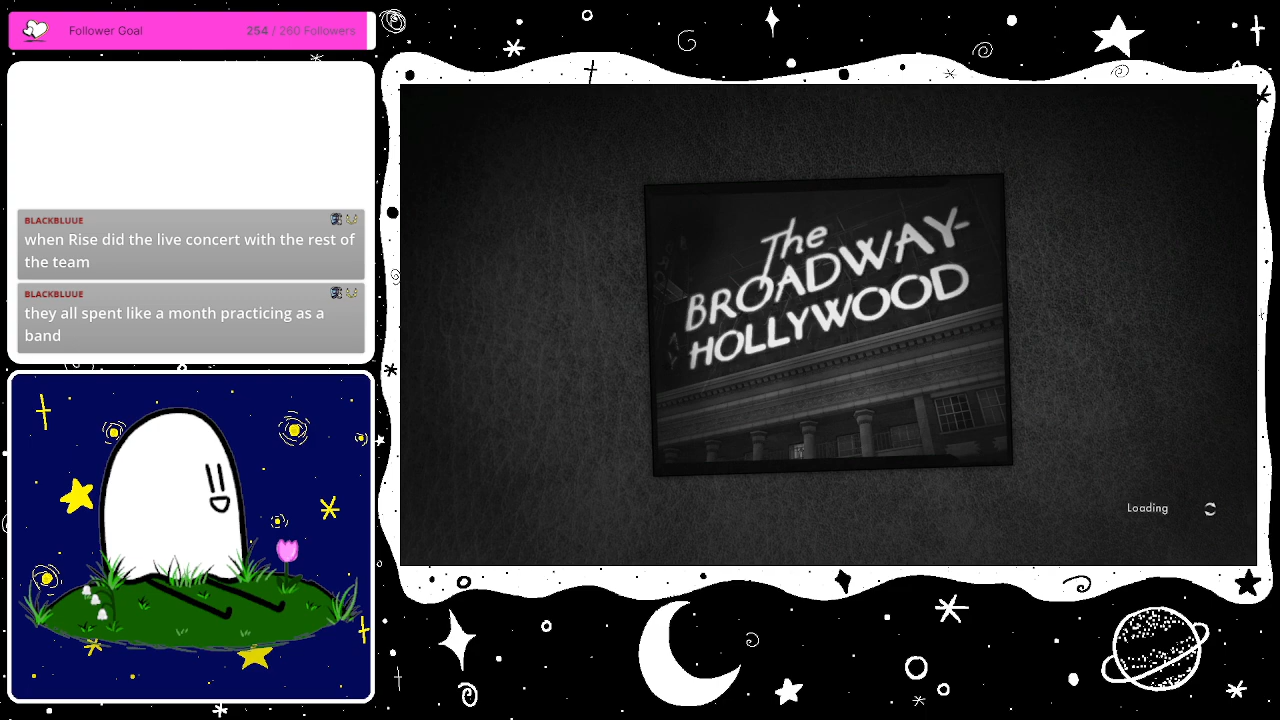 Follower Goal
254 / 260 Followers
BLACKBLUUE
when Rise did the live concert with the rest of
the team
BLACKBLUUE
they all spent like a month practicing as a
band
The
BROADWAY-
HOLLYWOOD
Loading